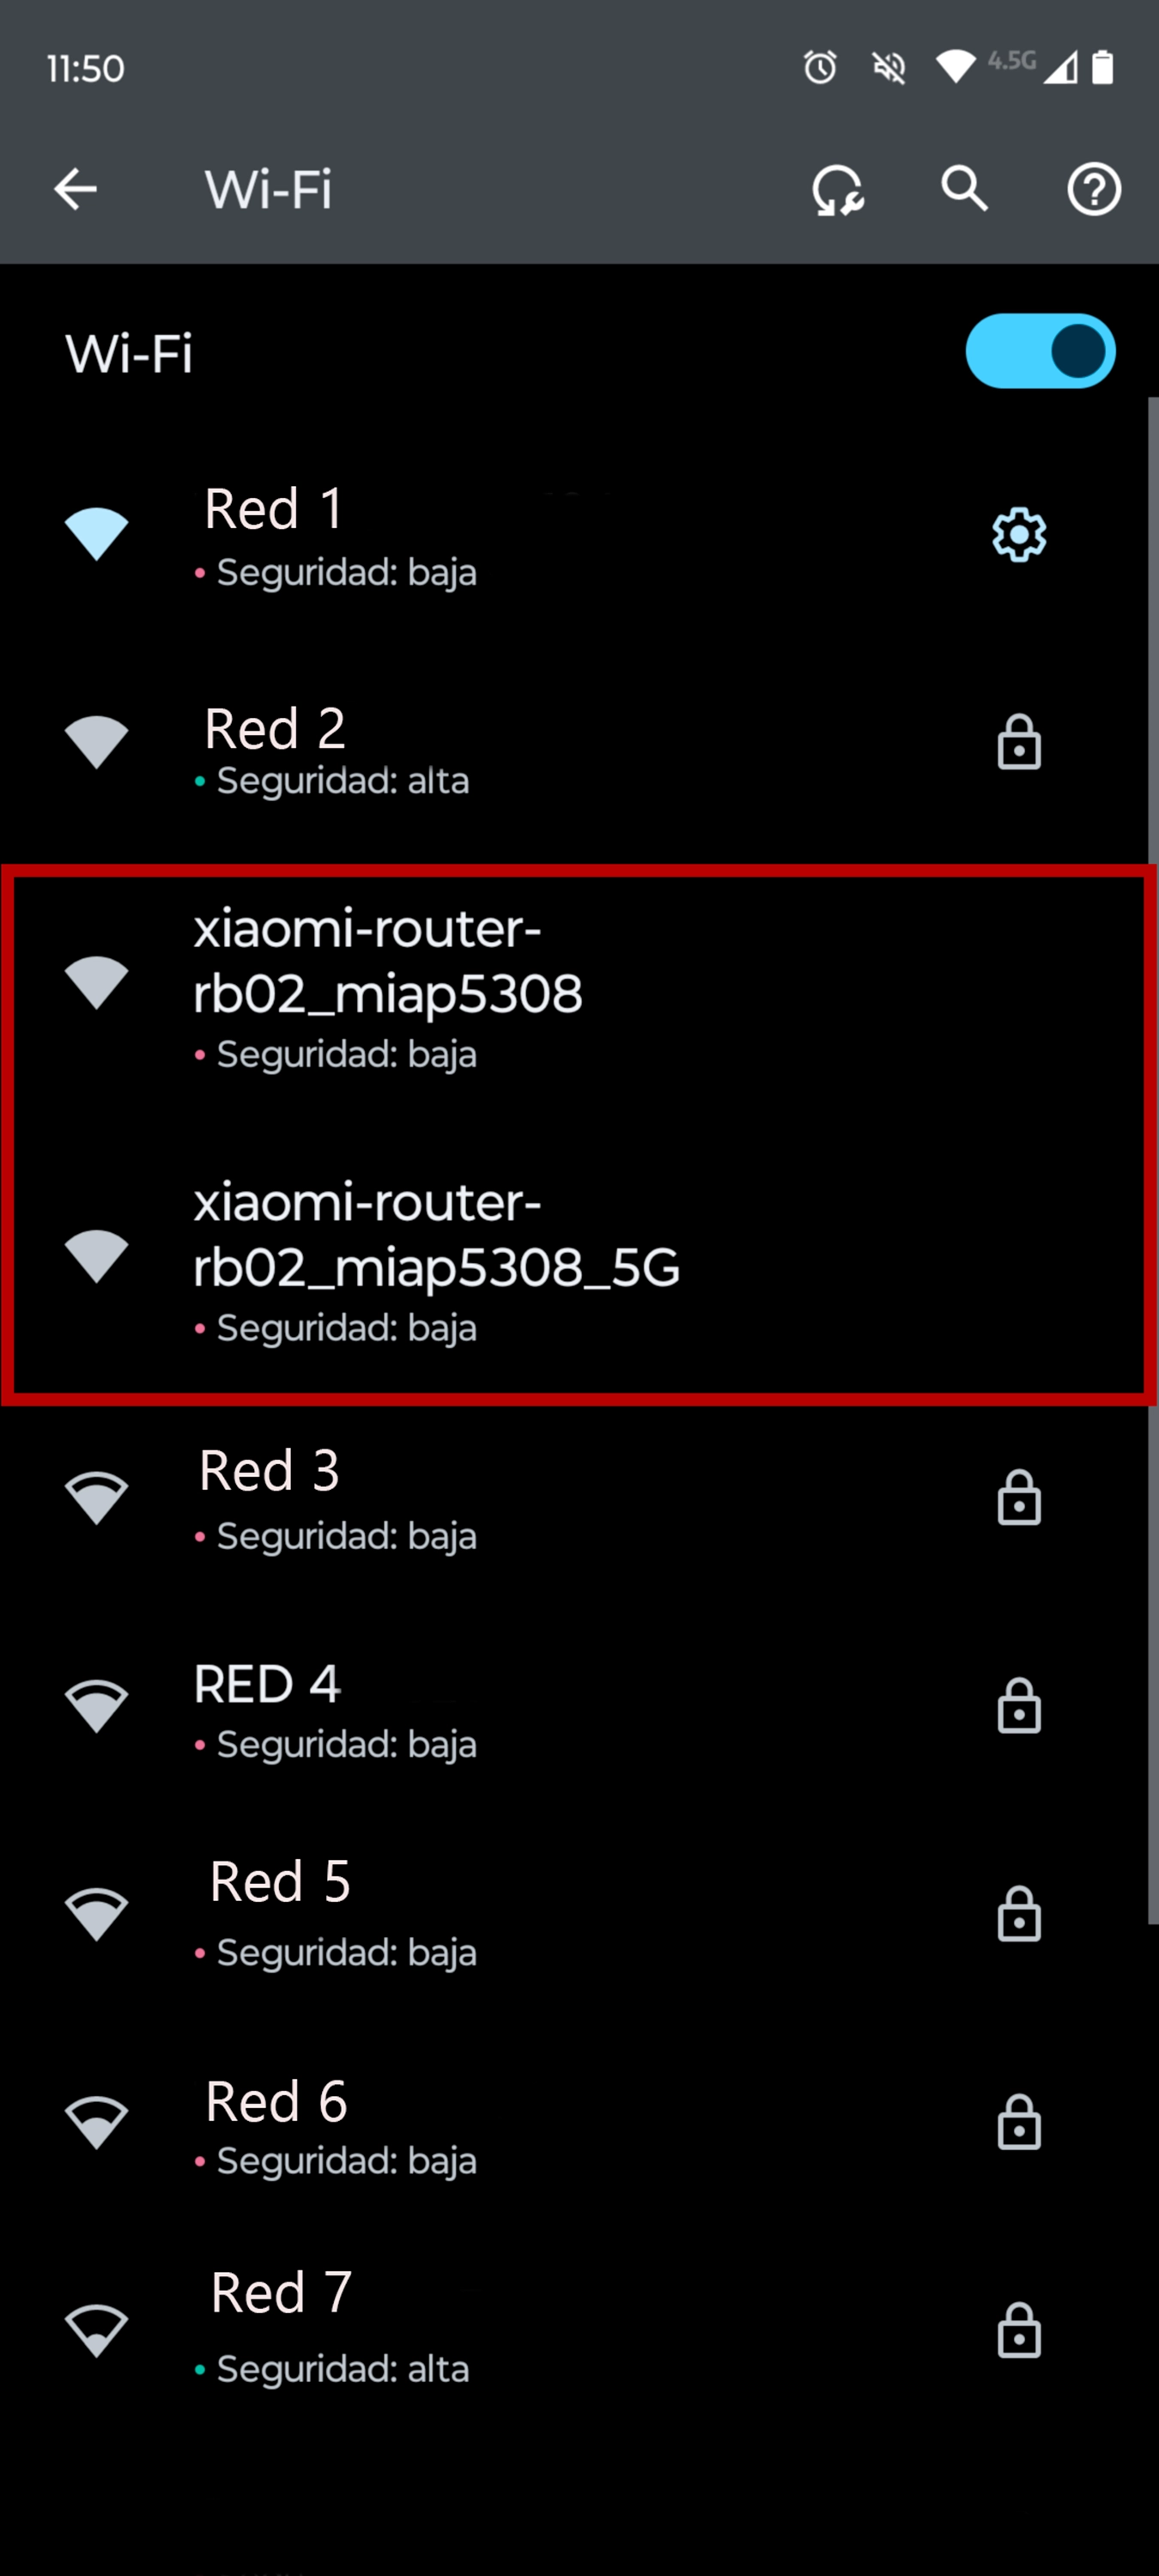 11:50
4.5G
Wi-Fi
Wi-Fi
Red 1
Seguridad: baja
Red 2
Seguridad: alta
xiaomi-router-
rb02_miap5308
Seguridad: baja
xiaomi-router-
rb02_miap5308_5G
Seguridad: baja
Red 3
Seguridad: baja
RED 4
Seguridad: baja
Red 5
Seguridad: baja
Red 6
Seguridad: baja
Red 7
Seguridad: alta